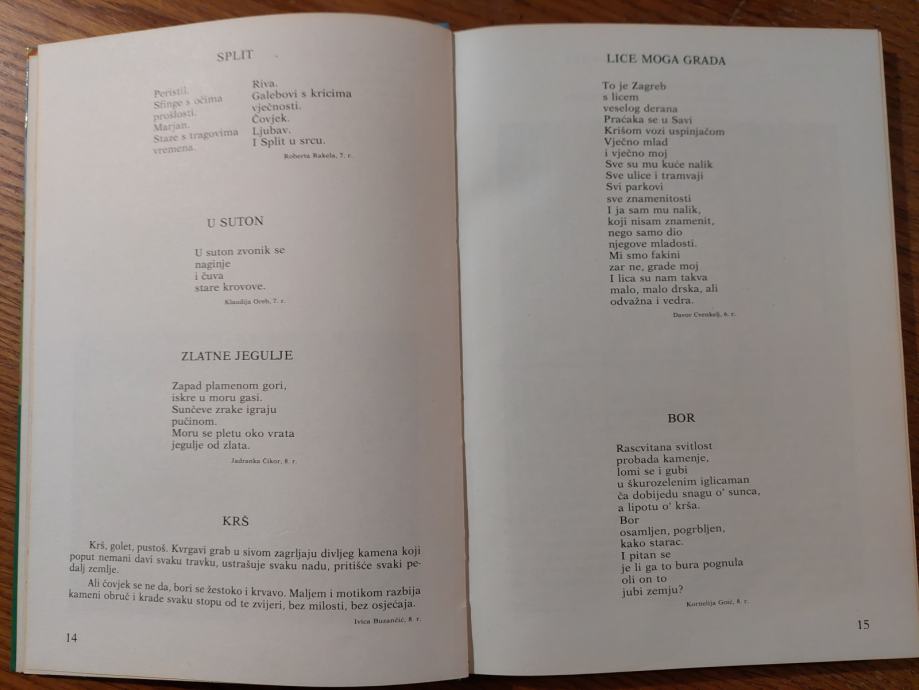 SPLIT
Peristil.
Sfinge s očima
prošlosti.
Marjan.
Staze s tragovima
vremena.
Riva.
Galebovi s kricima
vječnosti.
Čovjek.
Ljubav.
I Split u srcu.
Roberta Rakela, 7. r.
U SUTON
U suton zvonik se
naginje
i čuva
stare krovove.
Klaudija Oreb, 7. r.
ZLATNE JEGULJE
Zapad plamenom gori,
iskre u moru gasi.
Sunčeve zrake igraju
pučinom.
Moru se pletu oko vrata
jegulje od zlata.
Jadranka Čikor, 8. r.
KRŠ
Krš, golet, pustoš. Kvrgavi grab u sivom zagrljaju divljeg kamena koji
poput nemani davi svaku travku, ustrašuje svaku nadu, pritišće svaki pe-
dalj zemlje.
Ali čovjek se ne da, bori se žestoko i krvavo. Maljem i motikom razbija
kameni obruč i krade svaku stopu od te zvijeri, bez milosti, bez osjećaja.
Ivica Buzančić, 8. r.
14
LICE MOGA GRADA
To je Zagreb
s licem
veselog derana
Praćaka se u Savi
Krišom vozi uspinjačom
Vječno mlad
i vječno moj
Sve su mu kuće nalik
Sve ulice i tramvaji
Svi parkovi
sve znamenitosti
I ja sam mu nalik,
koji nisam znamenit,
nego samo dio
njegove mladosti.
Mi smo fakini
zar ne, grade moj
I lica su nam takva
malo, malo drska, ali
odvažna i vedra.
Davor Cvenkelj, 6. r.
BOR
Rascvitana svitlost
probada kamenje,
lomi se i gubi
u škurozelenim iglicaman
ča dobijedu snagu o' sunca,
a lipotu o' krša.
Bor
osamljen, pogrbljen,
kako starac.
I pitan se
je li ga to bura pognula
oli on to
jubi zemju?
Kornelija Goić, 8. r.
15